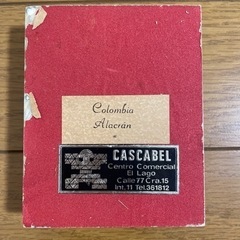 Colombia
Alacrán
CASCABEL
Centro Comercial
El Lago
Calle 77 Cra.15
Int.11 Tel.361812